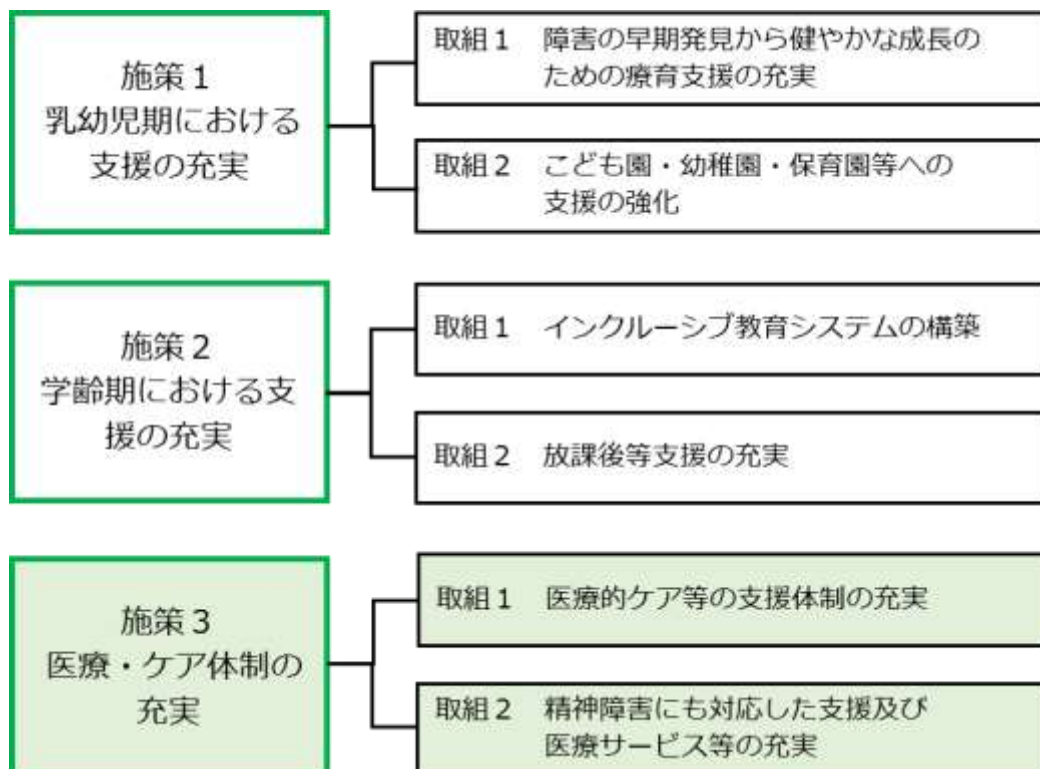 施策１
乳幼児期における
支援の充実
取組１　障害の早期発見から健やかな成長の
ための療育支援の充実
取組２　こども園・幼稚園・保育園等への
支援の強化
施策２
学齢期における支
援の充実
取組１　インクルーシブ教育システムの構築
取組２　放課後等支援の充実
施策３
医療・ケア体制の
充実
取組１　医療的ケア等の支援体制の充実
取組２　精神障害にも対応した支援及び
医療サービス等の充実